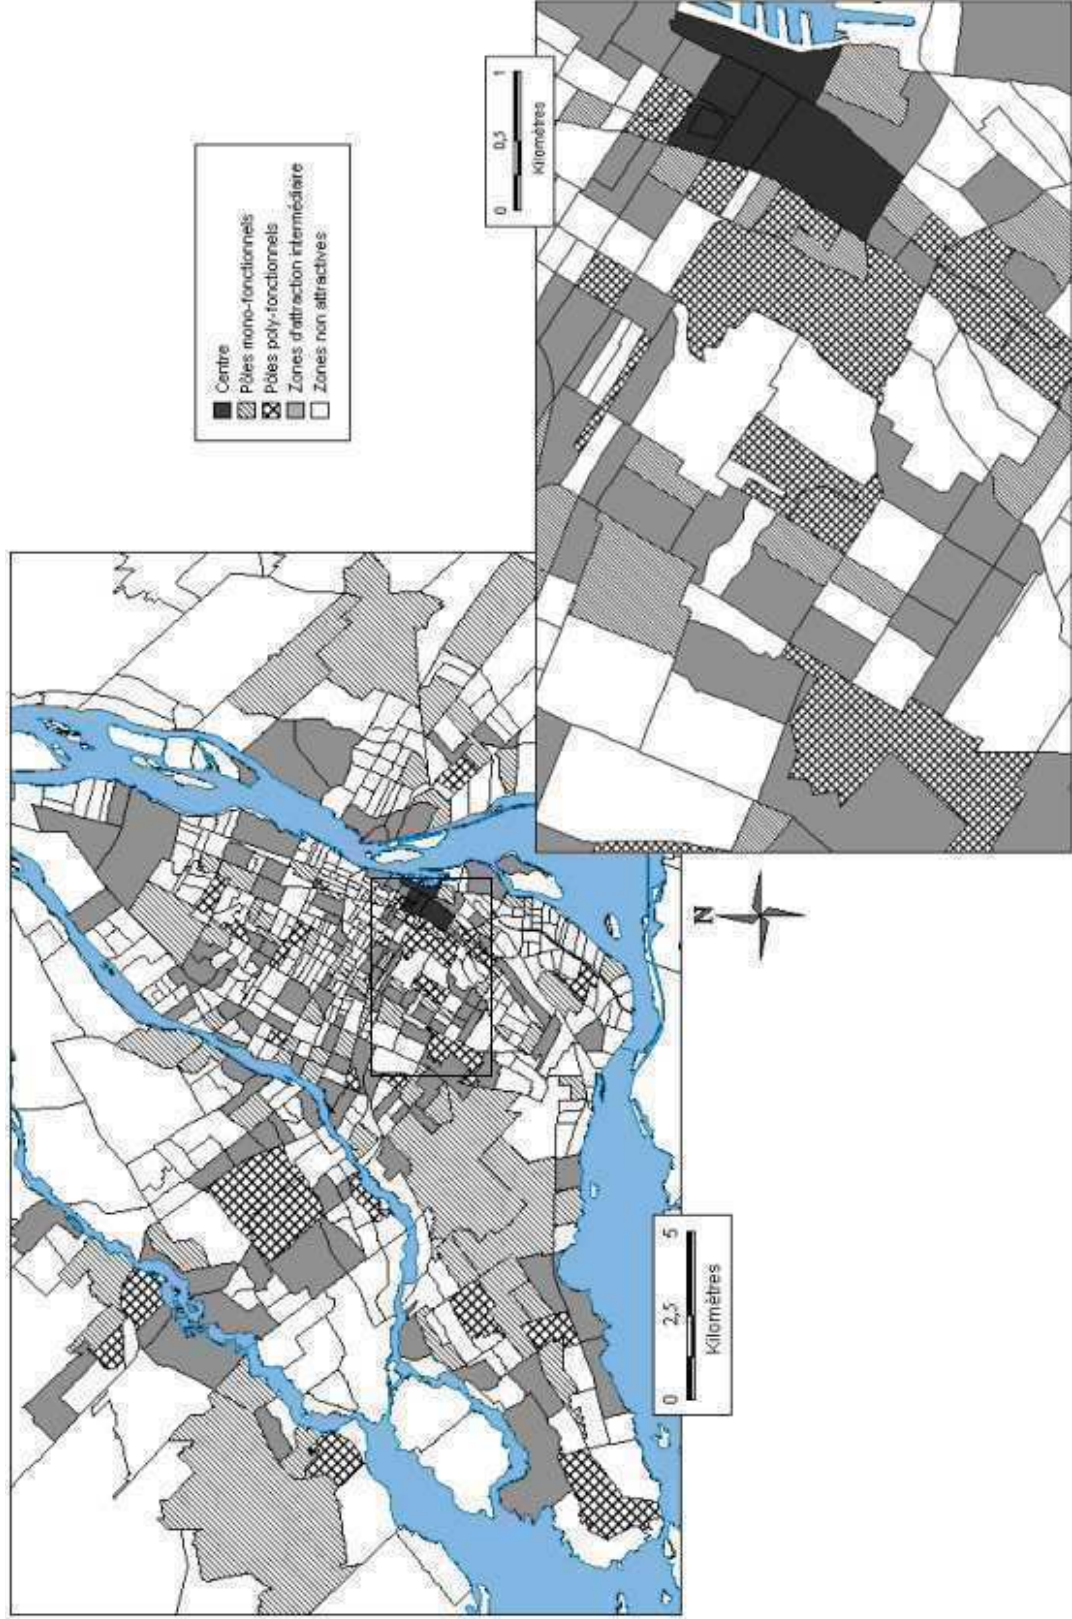 Centre
Pôles mono-fonctionnels
Pôles poly-fonctionnels
Zones d'attraction intermédiaire
Zones non attractives
0 0,5 1
Kilomètres
N
0 2,5 5
Kilomètres